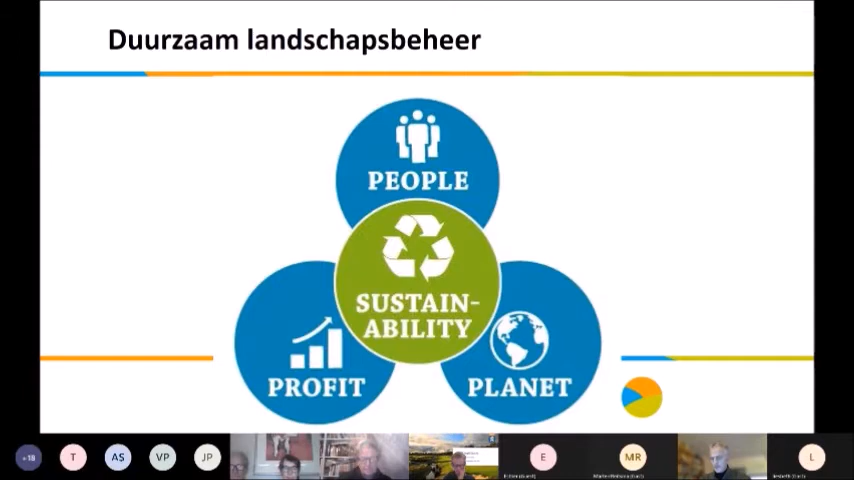 Duurzaam landschapsbeheer
PEOPLE
SUSTAIN-
ABILITY
PROFIT
PLANET
+18
T
AS
VP
JP
E
MR
L